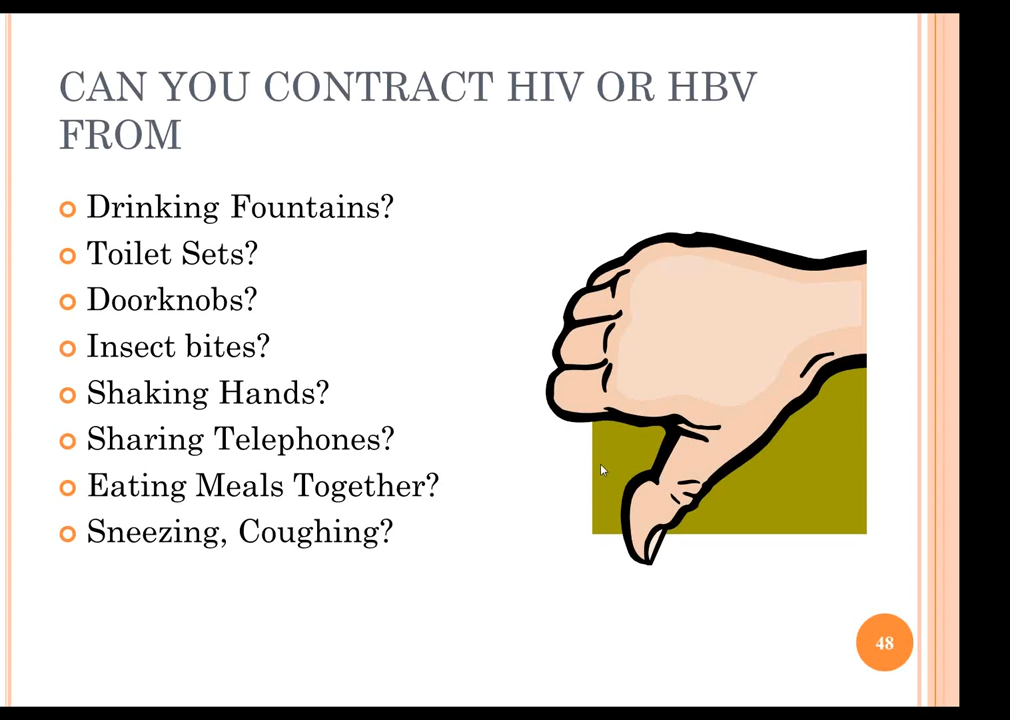 CAN YOU CONTRACT HIV OR HBV
FROM
Drinking Fountains?
Toilet Sets?
Doorknobs?
Insect bites?
Shaking Hands?
Sharing Telephones?
Eating Meals Together?
Sneezing, Coughing?
48